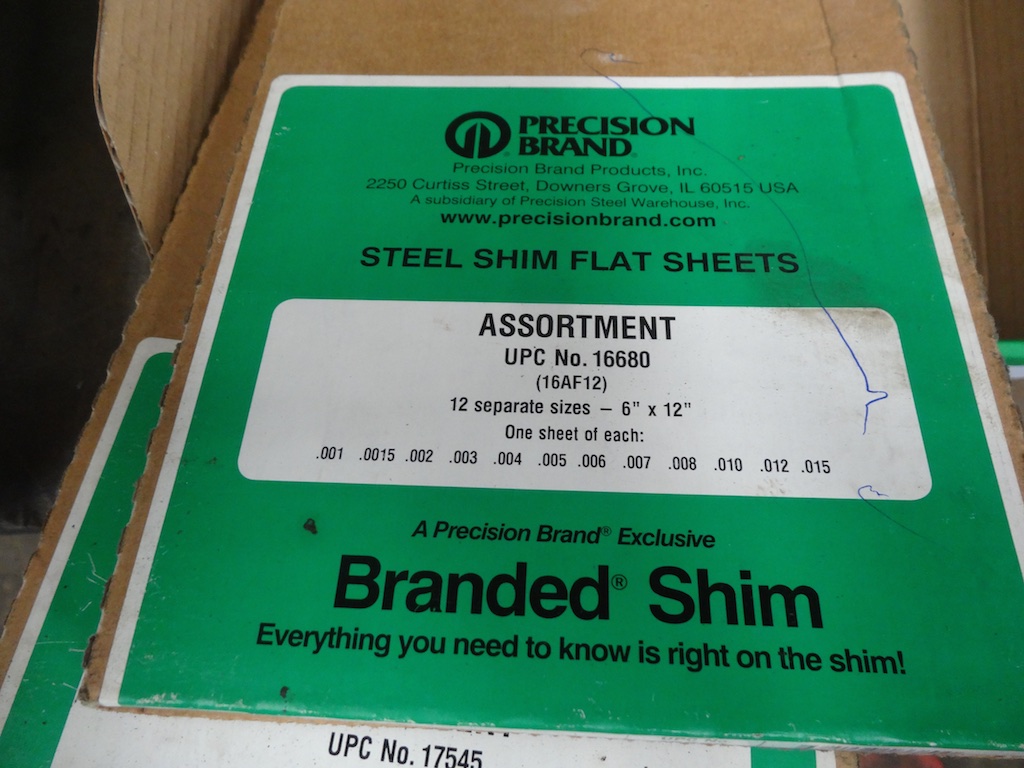 PRECISION
BRAND®
Precision Brand Products, Inc.
2250 Curtiss Street, Downers Grove, IL 60515 USA
A subsidiary of Precision Steel Warehouse, Inc.
www.precisionbrand.com
STEEL SHIM FLAT SHEETS
ASSORTMENT
UPC No. 16680
(16AF12)
12 separate sizes – 6" x 12"
One sheet of each:
.001 .0015 .002 .003 .004 .005 .006 .007 .008 .010 .012 .015
A Precision Brand® Exclusive
Branded® Shim
Everything you need to know is right on the shim!
UPC No. 17545